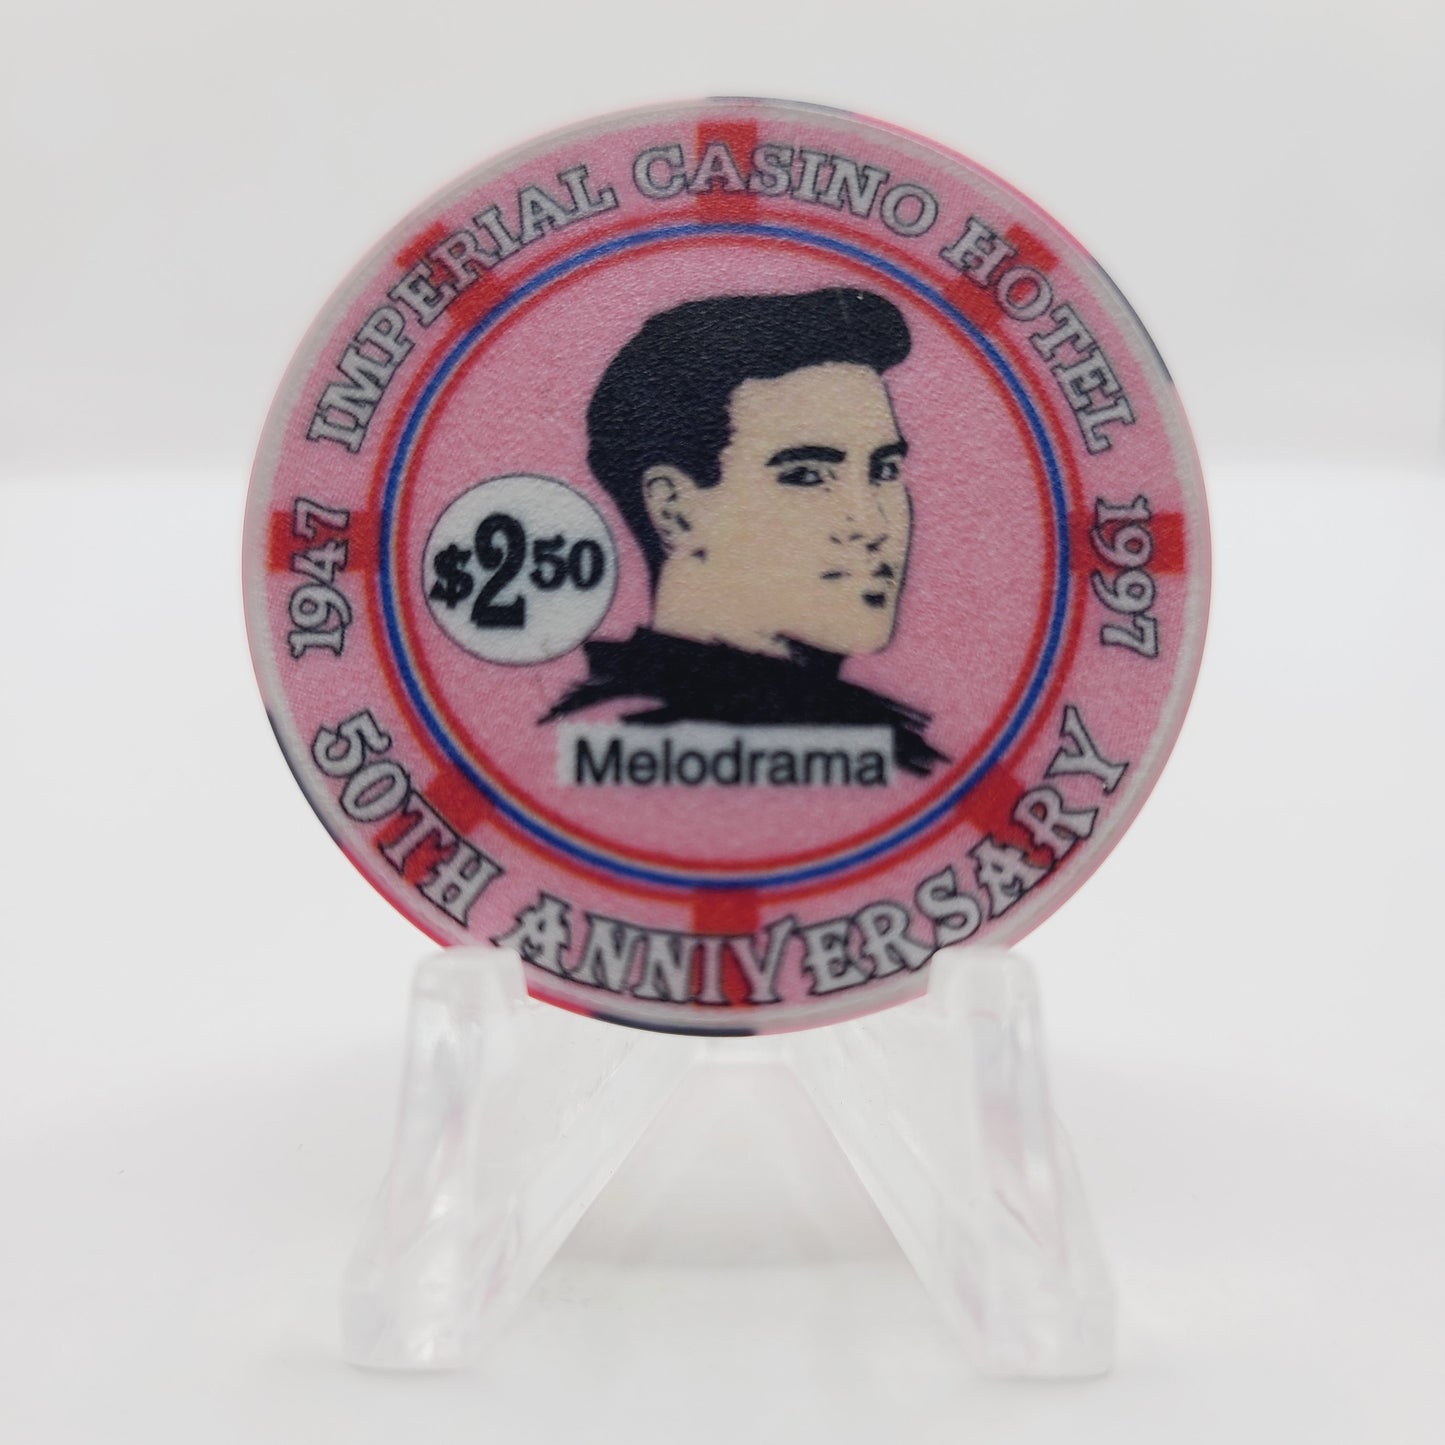 IMPERIAL CASINO HOTEL
1947
1997
$2.50
Melodrama
50TH ANNIVERSARY